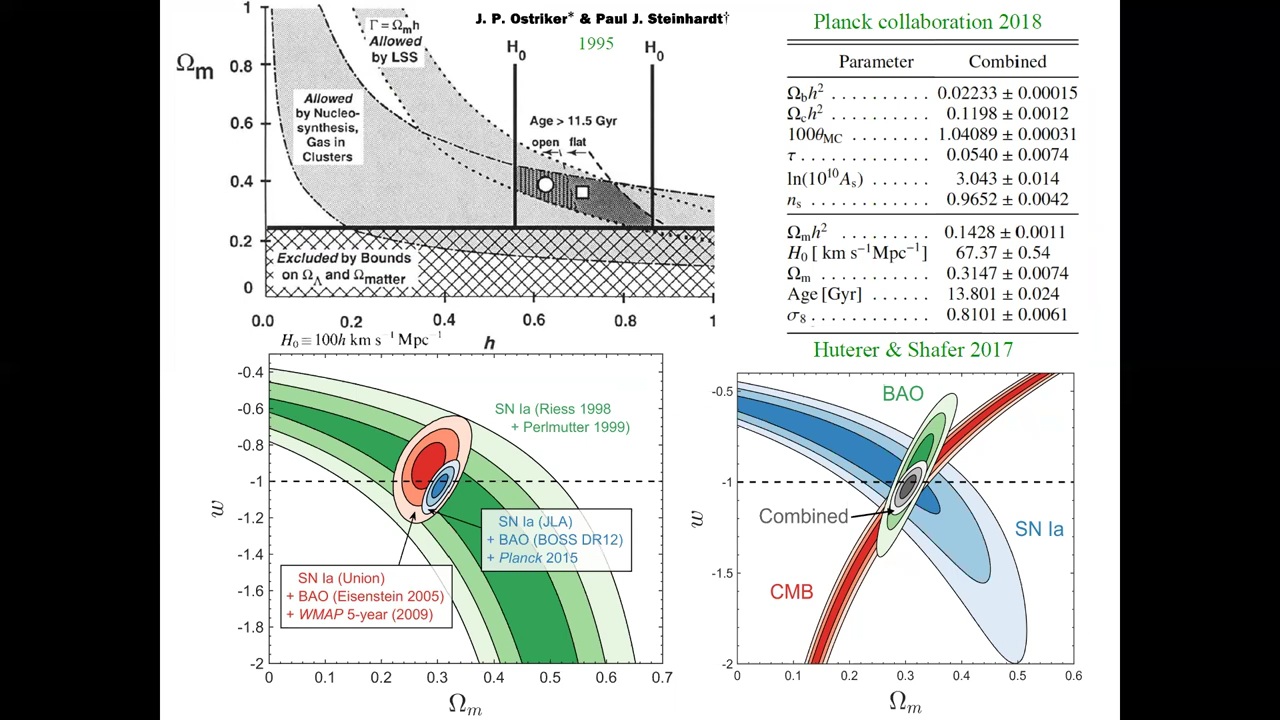 J. P. Ostriker* & Paul J. Steinhardt†
1995
Γ = Ωₘh
Allowed
by LSS
H₀
H₀
Ωₘ
1
0.8
0.6
0.4
0.2
0
Allowed
by Nucleo-
synthesis,
Gas in
Clusters
Age > 11.5 Gyr
open flat
Excluded by Bounds
on Ω_Λ and Ω_matter
0.0 0.2 0.4 0.6 0.8 1
H₀ ≡ 100h km s⁻¹ Mpc⁻¹
h
Planck collaboration 2018
Parameter Combined
Ω_bh² . . . . . . . . . . 0.02233 ± 0.00015
Ω_ch² . . . . . . . . . . 0.1198 ± 0.0012
100θ_MC . . . . . . . . . 1.04089 ± 0.00031
τ . . . . . . . . . . . . 0.0540 ± 0.0074
ln(10¹⁰A_s) . . . . . . 3.043 ± 0.014
n_s . . . . . . . . . . . 0.9652 ± 0.0042
Ωₘh² . . . . . . . . . 0.1428 ± 0.0011
H₀ [ km s⁻¹Mpc⁻¹] 67.37 ± 0.54
Ωₘ . . . . . . . . . . . 0.3147 ± 0.0074
Age [Gyr] . . . . . . 13.801 ± 0.024
σ₈ . . . . . . . . . . . . 0.8101 ± 0.0061
w
-0.4
-0.6
-0.8
-1
-1.2
-1.4
-1.6
-1.8
-2
SN Ia (Riess 1998
+ Perlmutter 1999)
SN Ia (JLA)
+ BAO (BOSS DR12)
+ Planck 2015
SN Ia (Union)
+ BAO (Eisenstein 2005)
+ WMAP 5-year (2009)
0 0.1 0.2 0.3 0.4 0.5 0.6 0.7
Ωₘ
Huterer & Shafer 2017
w
-0.5
-1
-1.5
-2
BAO
Combined
SN Ia
CMB
0 0.1 0.2 0.3 0.4 0.5 0.6
Ωₘ